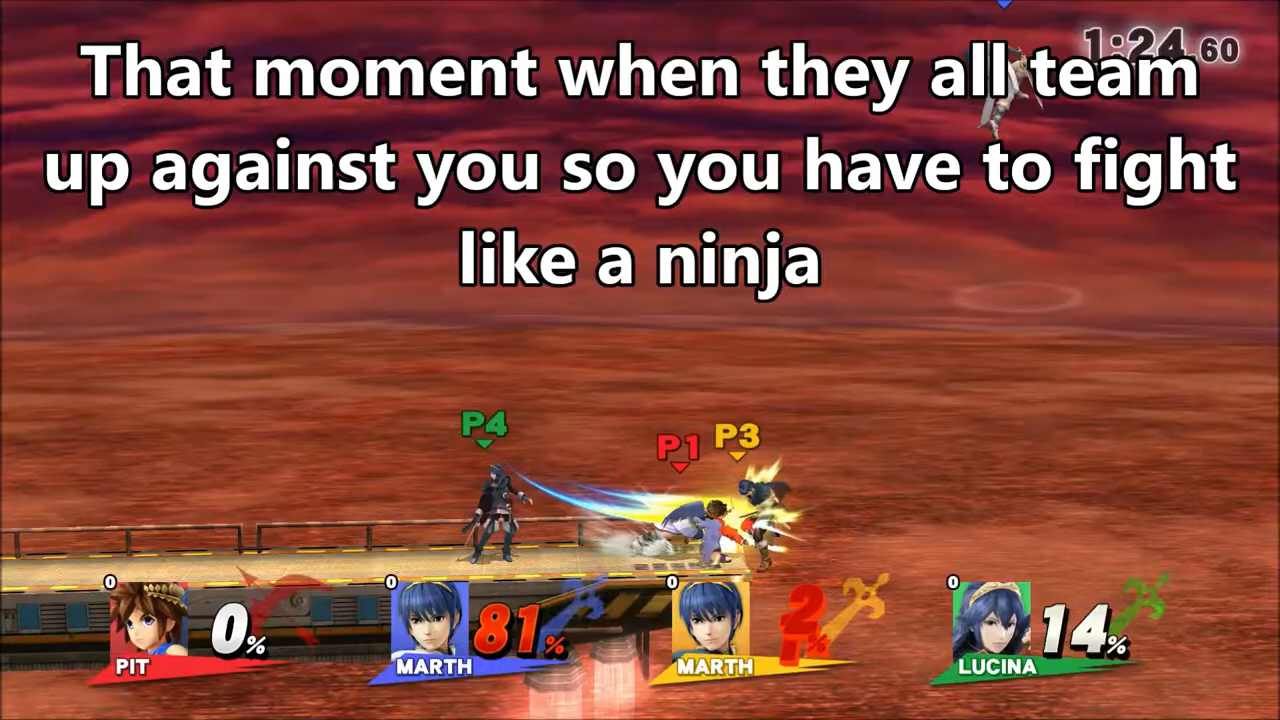 1:24.60
That moment when they all team
up against you so you have to fight
like a ninja
P4
P1
P3
0
0%
PIT
0
81%
MARTH
0
%
MARTH
0
14%
LUCINA